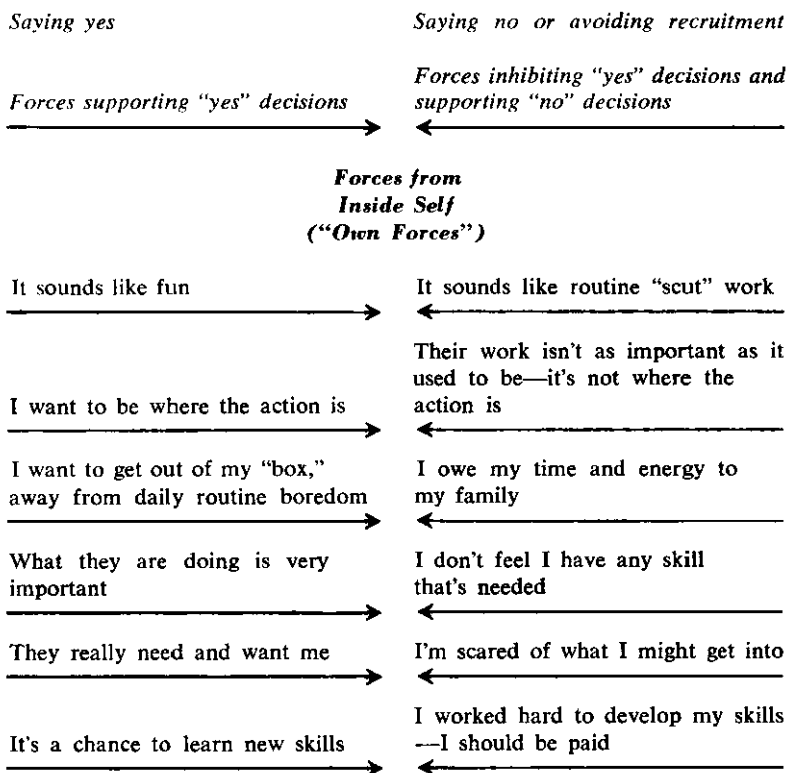 Saying yes
Saying no or avoiding recruitment
Forces supporting “yes” decisions
Forces inhibiting “yes” decisions and
supporting “no” decisions
Forces from
Inside Self
(“Own Forces”)
It sounds like fun
It sounds like routine “scut” work
I want to be where the action is
Their work isn't as important as it
used to be—it's not where the
action is
I want to get out of my “box,”
away from daily routine boredom
I owe my time and energy to
my family
What they are doing is very
important
I don't feel I have any skill
that's needed
They really need and want me
I'm scared of what I might get into
It's a chance to learn new skills
I worked hard to develop my skills
—I should be paid